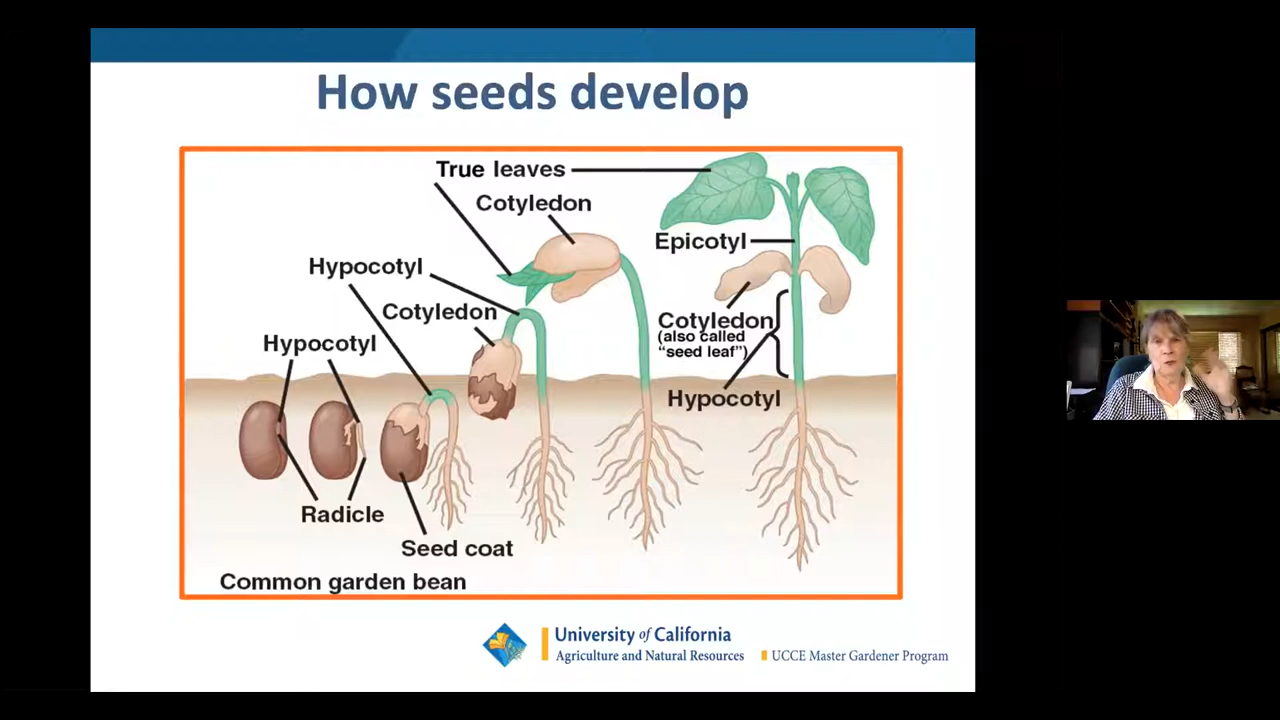 How seeds develop
True leaves
Cotyledon
Epicotyl
Hypocotyl
Cotyledon
Cotyledon
(also called
"seed leaf")
Hypocotyl
Hypocotyl
Radicle
Seed coat
Common garden bean
University of California
Agriculture and Natural Resources
UCCE Master Gardener Program